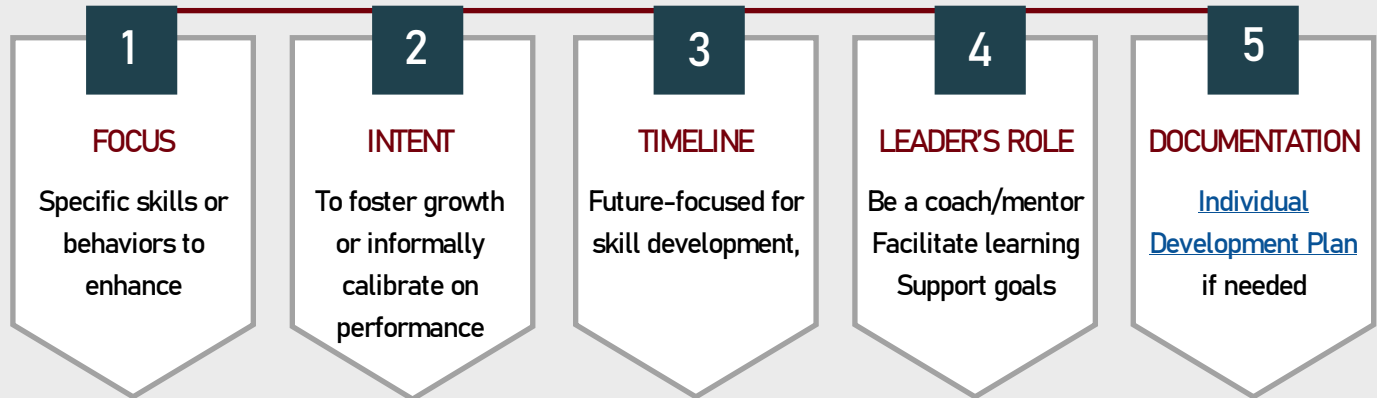 1
FOCUS
Specific skills or
behaviors to
enhance
2
INTENT
To foster growth
or informally
calibrate on
performance
3
TIMELINE
Future-focused for
skill development,
4
LEADER'S ROLE
Be a coach/mentor
Facilitate learning
Support goals
5
DOCUMENTATION
Individual
Development Plan
if needed